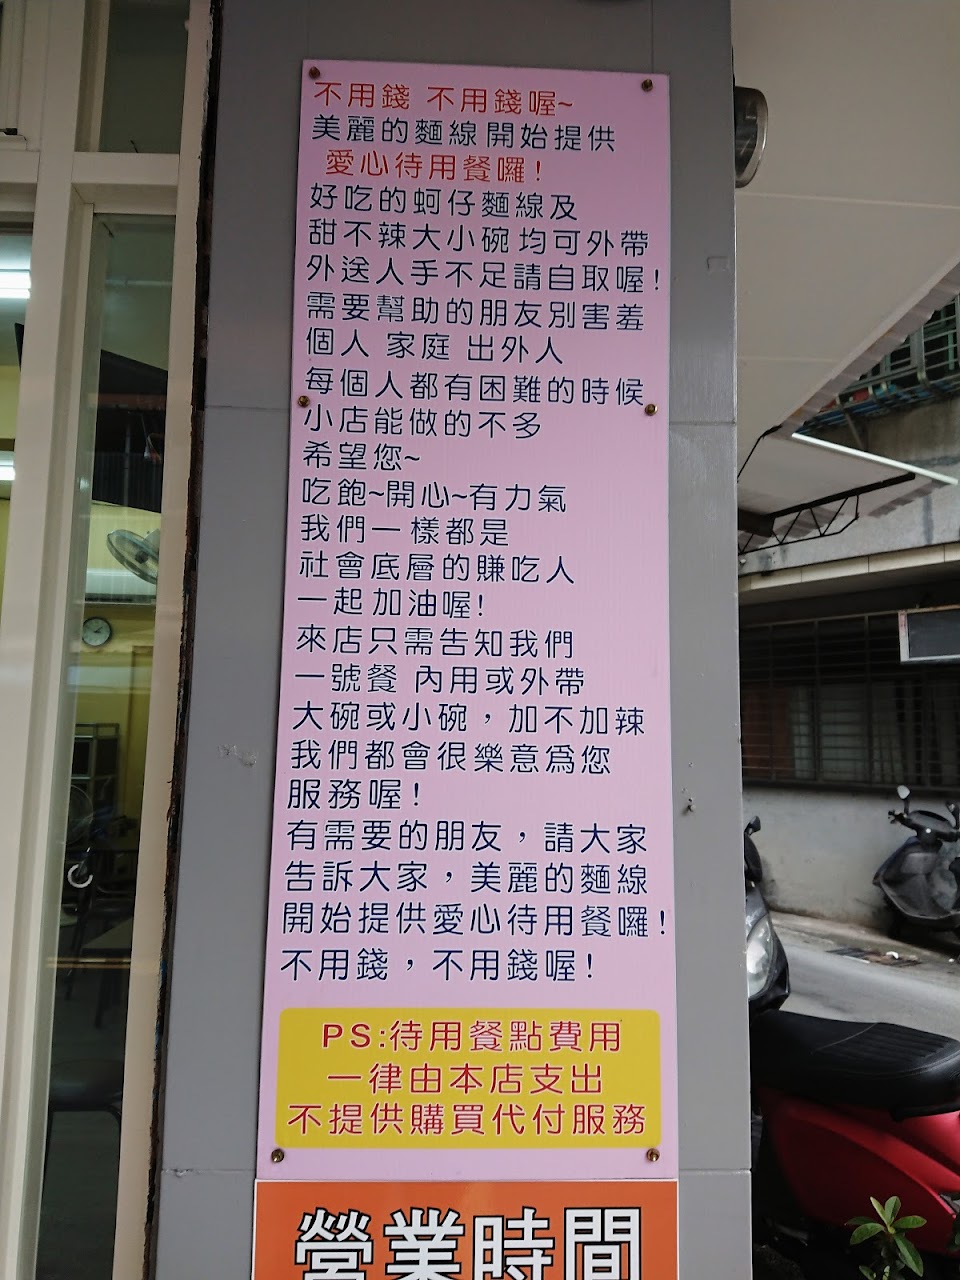 不用錢 不用錢喔~
美麗的麵線開始提供
愛心待用餐囉!
好吃的蚵仔麵線及
甜不辣大小碗均可外帶
外送人手不足請自取喔!
需要幫助的朋友別害羞
個人 家庭 出外人
每個人都有困難的時候
小店能做的不多
希望您~
吃飽~開心~有力氣
我們一樣都是
社會底層的賺吃人
一起加油喔!
來店只需告知我們
一號餐 內用或外帶
大碗或小碗，加不加辣
我們都會很樂意為您
服務喔!
有需要的朋友，請大家
告訴大家，美麗的麵線
開始提供愛心待用餐囉!
不用錢，不用錢喔!
PS:待用餐點費用
一律由本店支出
不提供購買代付服務
營業時間